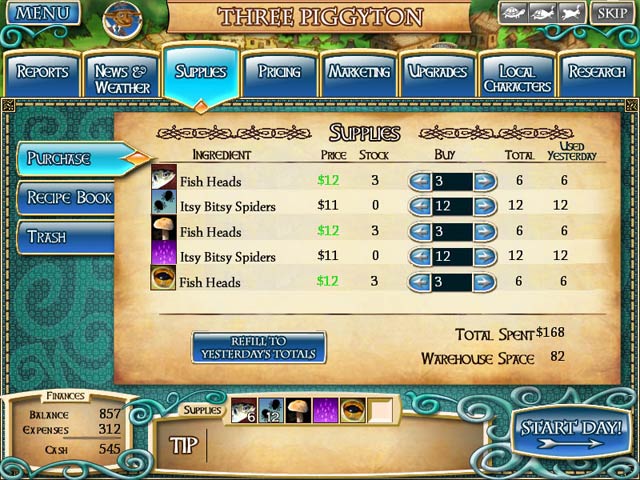 MENU
THREE PIGGYTON
SKIP
REPORTS
NEWS & WEATHER
SUPPLIES
PRICING
MARKETING
UPGRADES
LOCAL CHARACTERS
RESEARCH
SUPPLIES
PURCHASE
RECIPE BOOK
TRASH
INGREDIENT PRICE STOCK BUY TOTAL USED YESTERDAY
Fish Heads $12 3 3 6 6
Itsy Bitsy Spiders $11 0 12 12 12
Fish Heads $12 3 3 6 6
Itsy Bitsy Spiders $11 0 12 12 12
Fish Heads $12 3 3 6 6
REFILL TO YESTERDAY'S TOTALS
TOTAL SPENT $168
WAREHOUSE SPACE 82
FINANCES
BALANCE 857
EXPENSES 312
CASH 545
SUPPLIES
6 12
TIP
START DAY!